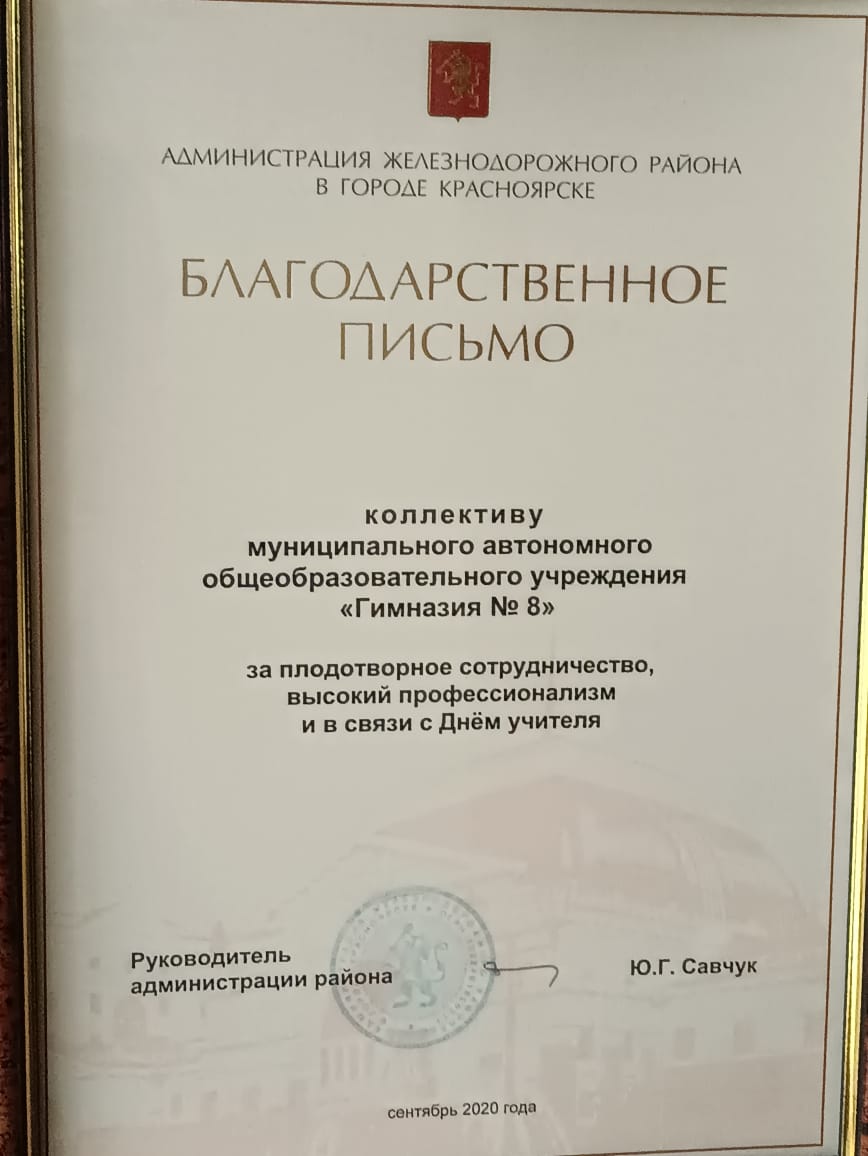 АДМИНИСТРАЦИЯ ЖЕЛЕЗНОДОРОЖНОГО РАЙОНА
В ГОРОДЕ КРАСНОЯРСКЕ
БЛАГОДАРСТВЕННОЕ
ПИСЬМО
коллективу
муниципального автономного
общеобразовательного учреждения
«Гимназия № 8»
за плодотворное сотрудничество,
высокий профессионализм
и в связи с Днём учителя
Руководитель
администрации района
Ю.Г. Савчук
сентябрь 2020 года